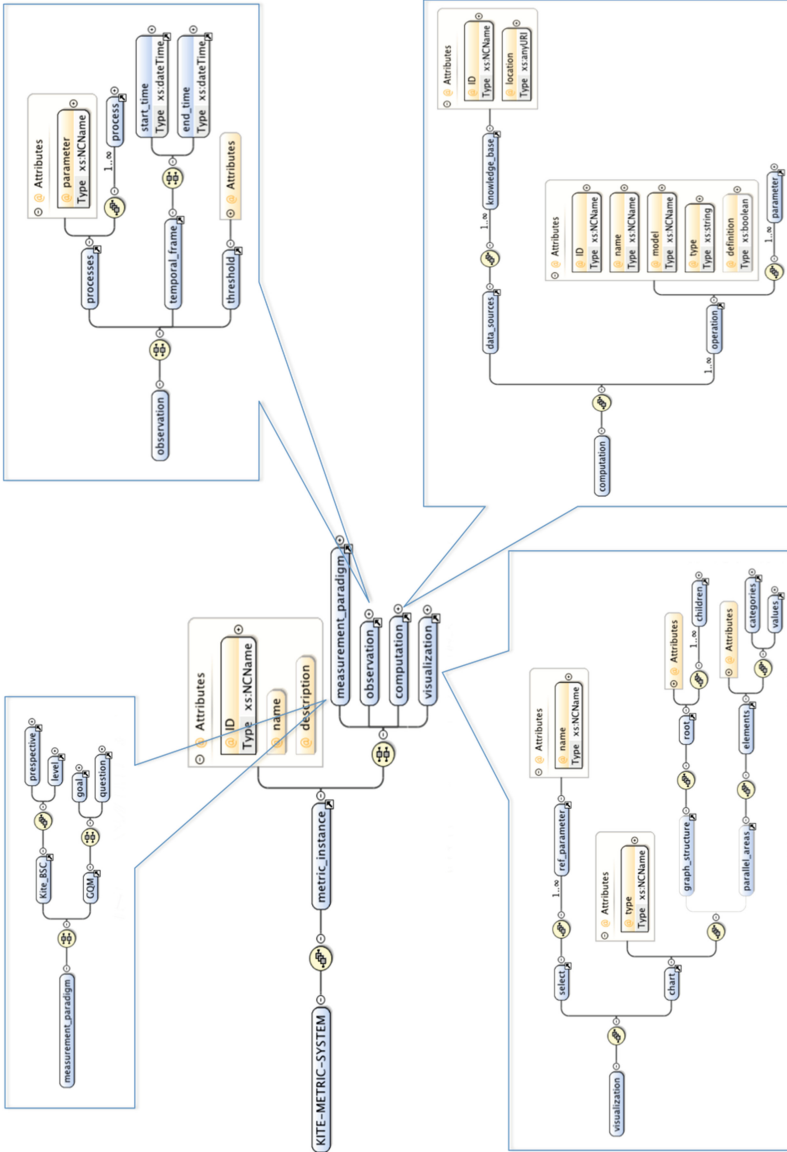 KITE-METRIC-SYSTEM
metric_instance
Attributes
ID
Type xs:NCName
name
description
measurement_paradigm
observation
computation
visualization
measurement_paradigm
Kite_BSC
prespective
level
GQM
goal
question
observation
processes
Attributes
parameter
Type xs:NCName
1..∞
process
temporal_frame
start_time
Type xs:dateTime
end_time
Type xs:dateTime
threshold
Attributes
visualization
select
1..∞
ref_parameter
Attributes
name
Type xs:NCName
chart
Attributes
type
Type xs:NCName
graph_structure
root
Attributes
1..∞
children
parallel_areas
elements
Attributes
categories
values
computation
data_sources
1..∞
knowledge_base
Attributes
ID
Type xs:NCName
location
Type xs:anyURI
1..∞
operation
Attributes
ID
Type xs:NCName
name
Type xs:NCName
model
Type xs:NCName
type
Type xs:string
definition
Type xs:boolean
1..∞
parameter